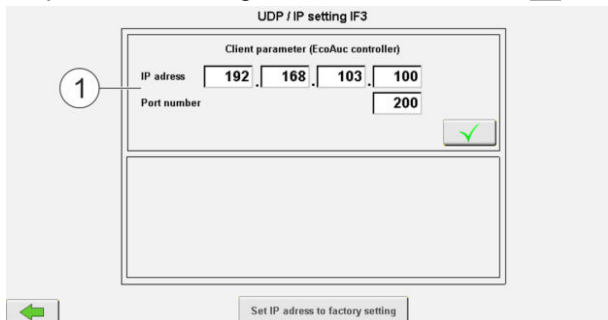 UDP / IP setting IF3
Client parameter (EcoAuc controller)
IP adress 192 . 168 . 103 . 100
1
Port number 200
Set IP adress to factory setting